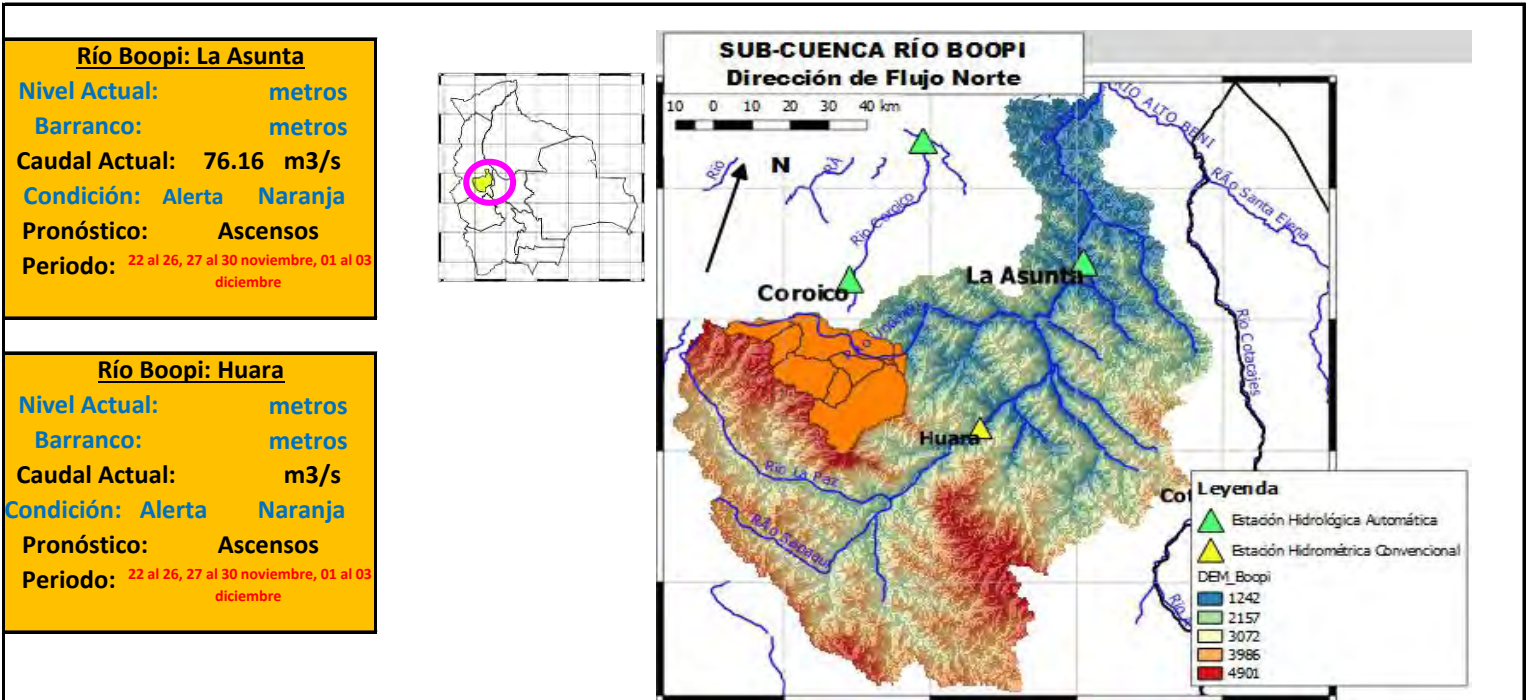 Río Boopi: La Asunta
Nivel Actual: metros
Barranco: metros
Caudal Actual: 76.16 m3/s
Condición: Alerta Naranja
Pronóstico: Ascensos
Periodo: 22 al 26, 27 al 30 noviembre, 01 al 03
diciembre
Río Boopi: Huara
Nivel Actual: metros
Barranco: metros
Caudal Actual: m3/s
Condición: Alerta Naranja
Pronóstico: Ascensos
Periodo: 22 al 26, 27 al 30 noviembre, 01 al 03
diciembre
SUB-CUENCA RÍO BOOPI
Dirección de Flujo Norte
10 0 10 20 30 40 km
N
Río
RÃ
Río Coroico
RIO ALTO BENI
RÃo Santa Elena
Coroico
La Asunta
Río Cotacajes
Huara
Río La Paz
RÃo Sapaqui
Cot
Leyenda
Estación Hidrológica Automática
Estación Hidrométrica Convencional
DEM_Boopi
1242
2157
3072
3986
4901